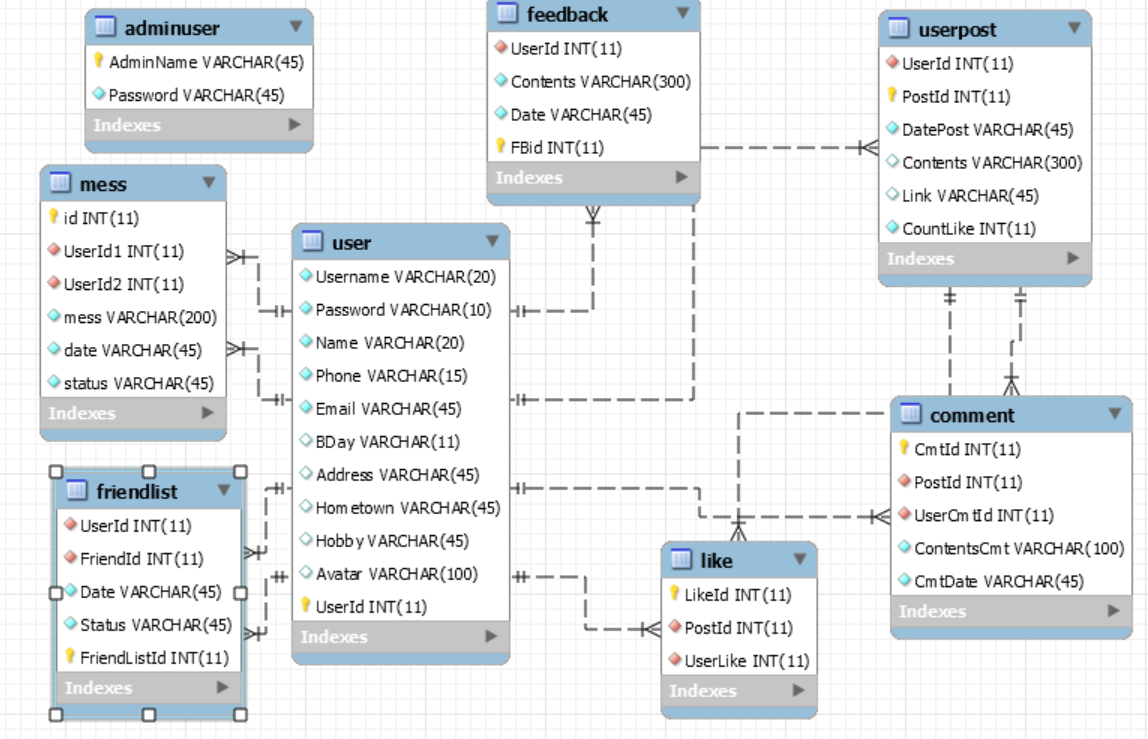 adminuser
AdminName VARCHAR(45)
Password VARCHAR(45)
Indexes
feedback
UserId INT(11)
Contents VARCHAR(300)
Date VARCHAR(45)
FBid INT(11)
Indexes
userpost
UserId INT(11)
PostId INT(11)
DatePost VARCHAR(45)
Contents VARCHAR(300)
Link VARCHAR(45)
CountLike INT(11)
Indexes
mess
id INT(11)
UserId1 INT(11)
UserId2 INT(11)
mess VARCHAR(200)
date VARCHAR(45)
status VARCHAR(45)
Indexes
user
Username VARCHAR(20)
Password VARCHAR(10)
Name VARCHAR(20)
Phone VARCHAR(15)
Email VARCHAR(45)
BDay VARCHAR(11)
Address VARCHAR(45)
Hometown VARCHAR(45)
Hobby VARCHAR(45)
Avatar VARCHAR(100)
UserId INT(11)
Indexes
comment
CmtId INT(11)
PostId INT(11)
UserCmtId INT(11)
ContentsCmt VARCHAR(100)
CmtDate VARCHAR(45)
Indexes
friendlist
UserId INT(11)
FriendId INT(11)
Date VARCHAR(45)
Status VARCHAR(45)
FriendListId INT(11)
Indexes
like
LikeId INT(11)
PostId INT(11)
UserLike INT(11)
Indexes